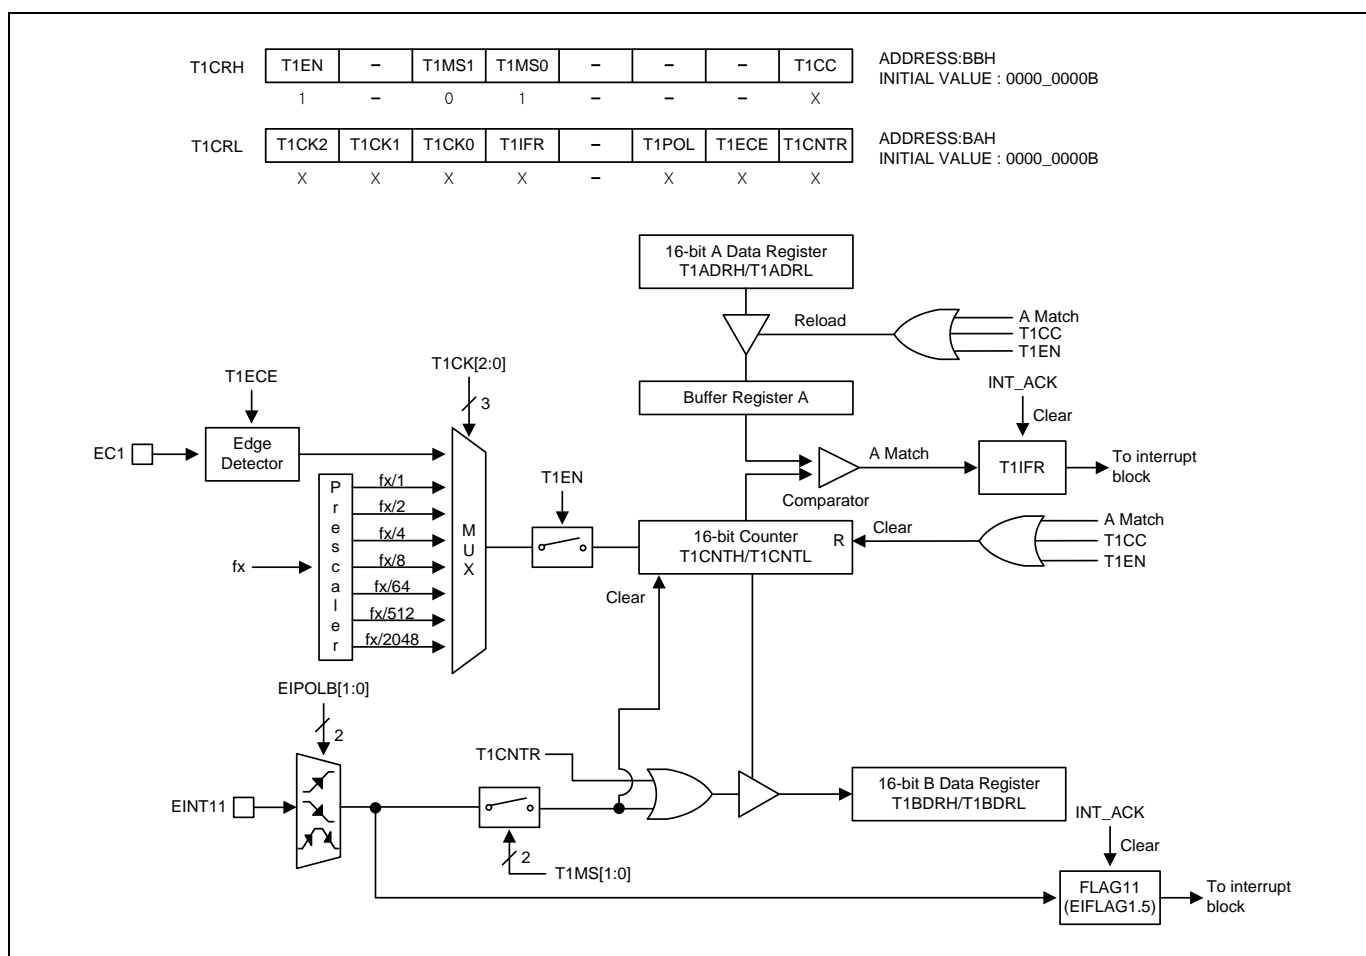 T1CRH T1EN – T1MS1 T1MS0 – – – T1CC ADDRESS:BBH
INITIAL VALUE : 0000_0000B
1 – 0 1 – – – X
T1CRL T1CK2 T1CK1 T1CK0 T1IFR – T1POL T1ECE T1CNTR ADDRESS:BAH
INITIAL VALUE : 0000_0000B
X X X X – X X X
16-bit A Data Register
T1ADRH/T1ADRL
Reload
A Match
T1CC
T1EN
T1CK[2:0]
3
T1ECE
Buffer Register A
INT_ACK
Clear
EC1
Edge
Detector
A Match
T1IFR
To interrupt
block
Comparator
Prescaler
fx
fx/1
fx/2
fx/4
fx/8
fx/64
fx/512
fx/2048
MUX
T1EN
16-bit Counter
T1CNTH/T1CNTL
R
Clear
A Match
T1CC
T1EN
Clear
EIPOLB[1:0]
2
T1CNTR
EINT11
2
T1MS[1:0]
16-bit B Data Register
T1BDRH/T1BDRL
INT_ACK
Clear
FLAG11
(EIFLAG1.5)
To interrupt
block